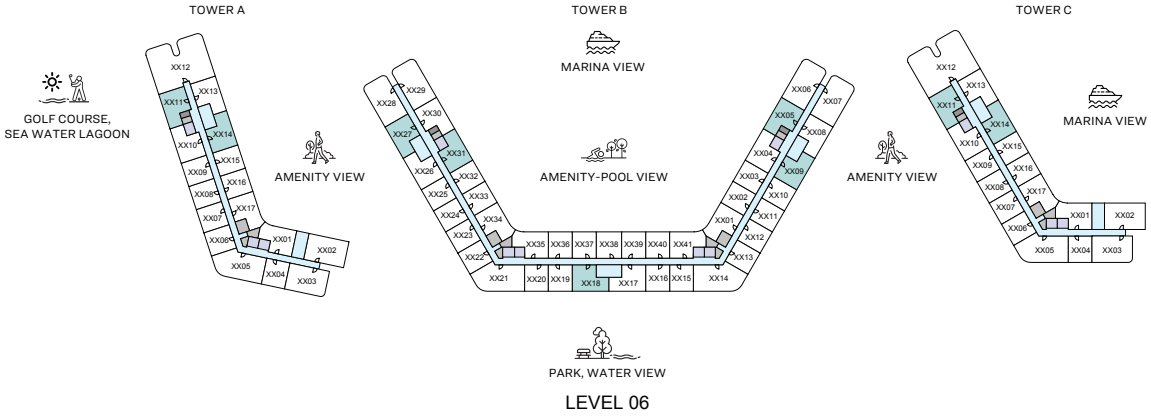 TOWER A
TOWER B
TOWER C
GOLF COURSE,
SEA WATER LAGOON
AMENITY VIEW
MARINA VIEW
AMENITY-POOL VIEW
AMENITY VIEW
MARINA VIEW
PARK, WATER VIEW
XX12
XX13
XX11
XX14
XX10
XX15
XX09
XX16
XX08
XX17
XX07
XX06
XX01
XX02
XX05
XX04
XX03
XX28
XX29
XX30
XX27
XX31
XX26
XX32
XX25
XX33
XX24
XX34
XX23
XX22
XX21
XX35
XX36
XX37
XX38
XX39
XX40
XX41
XX20
XX19
XX18
XX17
XX16
XX15
XX14
XX06
XX07
XX05
XX08
XX04
XX09
XX03
XX10
XX02
XX11
XX01
XX12
XX13
XX12
XX13
XX11
XX14
XX10
XX15
XX09
XX16
XX08
XX17
XX07
XX06
XX01
XX02
XX05
XX04
XX03
LEVEL 06